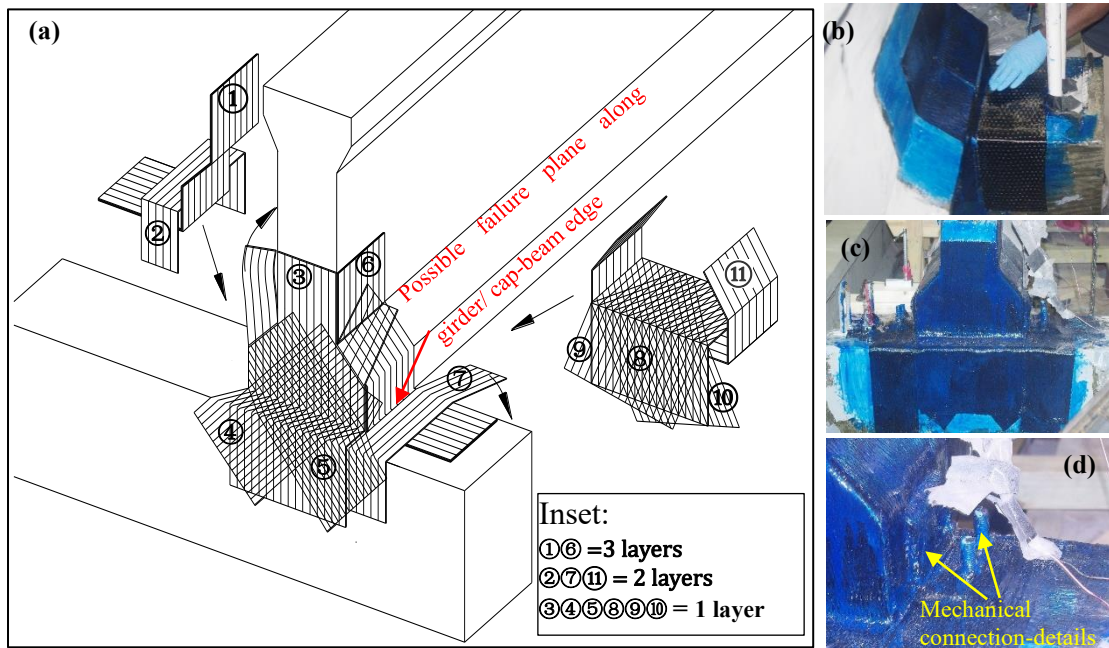 (a)
①
②
③
⑥
Possible failure plane along
girder/ cap-beam edge
⑦
④
⑤
⑪
⑨
⑧
⑩
Inset:
①⑥ =3 layers
②⑦⑪ = 2 layers
③④⑤⑧⑨⑩ = 1 layer
(b)
(c)
(d)
Mechanical
connection-details